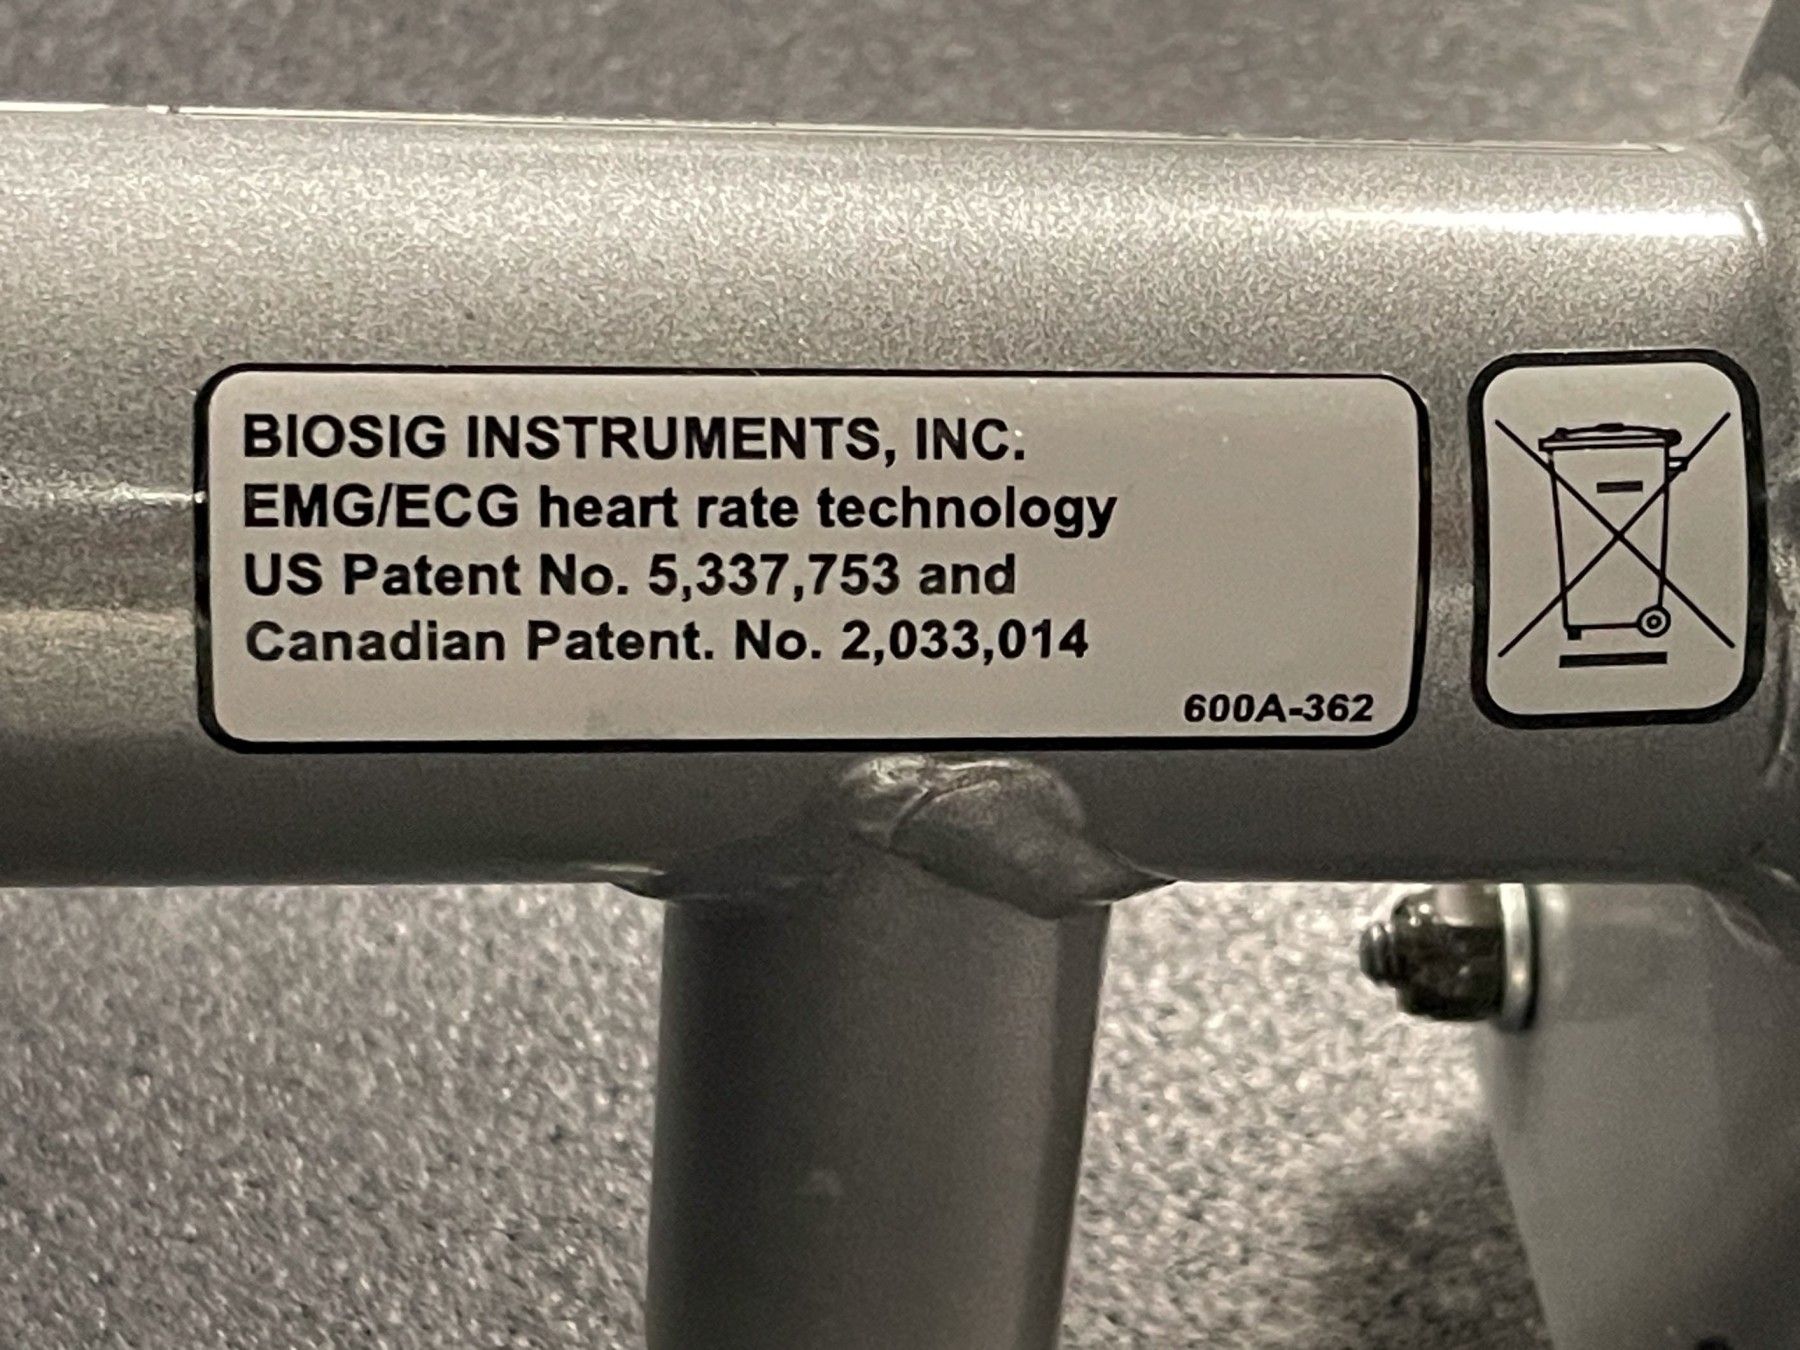 BIOSIG INSTRUMENTS, INC.
EMG/ECG heart rate technology
US Patent No. 5,337,753 and
Canadian Patent. No. 2,033,014
600A-362